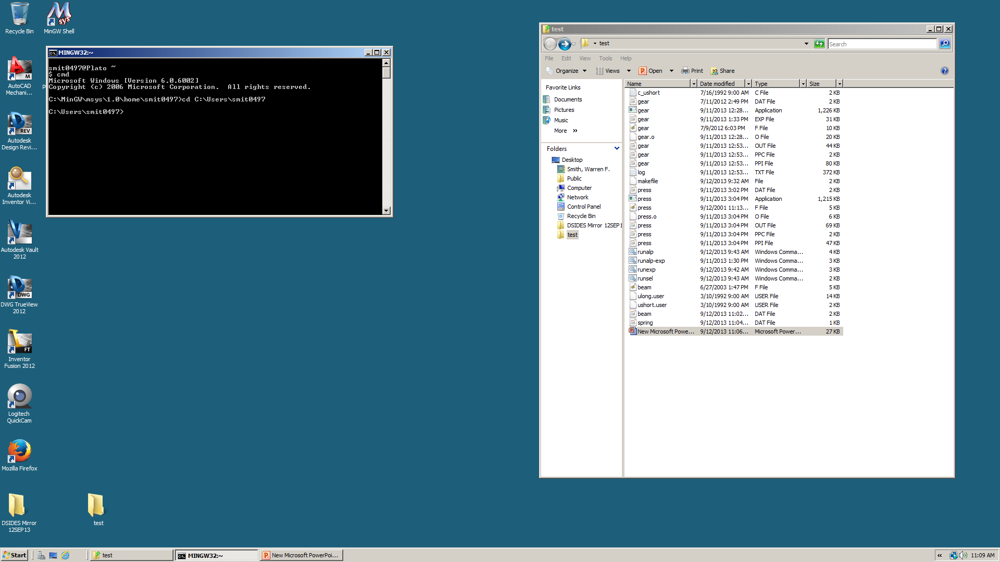 Recycle Bin
MinGW Shell
AutoCAD
Mechani...
Autodesk
Design Revi...
Autodesk
Inventor Vi...
Autodesk Vault
2012
DWG TrueView
2012
Inventor
Fusion 2012
Logitech
QuickCam
Mozilla Firefox
DSIDES Mirror
12SEP13
test
MINGW32:~
smit0497@Plato ~
$ cmd
Microsoft Windows [Version 6.0.6002]
Copyright (c) 2006 Microsoft Corporation.  All rights reserved.
C:\MinGW\msys\1.0\home\smit0497>cd C:\Users\smit0497
C:\Users\smit0497>
test
test
Search
File Edit View Tools Help
Organize Views Open Print Share
Favorite Links
Documents
Pictures
Music
More »
Folders
Desktop
Smith, Warren F.
Public
Computer
Network
Control Panel
Recycle Bin
DSIDES Mirror 12SEP1
test
Name Date modified Type Size
c_ushort 7/16/1992 9:00 AM C File 2 KB
gear 7/11/2012 2:49 PM DAT File 2 KB
gear 9/11/2013 12:28... Application 1,226 KB
gear 9/11/2013 1:33 PM EXP File 31 KB
gear 7/9/2012 6:03 PM F File 10 KB
gear.o 9/11/2013 12:28... O File 20 KB
gear 9/11/2013 12:53... OUT File 44 KB
gear 9/11/2013 12:53... PPC File 2 KB
gear 9/11/2013 12:53... PPI File 80 KB
log 9/11/2013 12:53... TXT File 372 KB
makefile 9/12/2013 9:32 AM File 2 KB
press 9/11/2013 3:02 PM DAT File 2 KB
press 9/11/2013 3:04 PM Application 1,215 KB
press 9/12/2001 11:13... F File 5 KB
press.o 9/11/2013 3:04 PM O File 6 KB
press 9/11/2013 3:04 PM OUT File 69 KB
press 9/11/2013 3:04 PM PPC File 2 KB
press 9/11/2013 3:04 PM PPI File 47 KB
runalp 9/12/2013 9:43 AM Windows Comma... 4 KB
runalp-exp 9/11/2013 1:30 PM Windows Comma... 3 KB
runexp 9/12/2013 9:42 AM Windows Comma... 3 KB
runsel 9/12/2013 9:43 AM Windows Comma... 2 KB
beam 6/27/2003 1:47 PM F File 5 KB
ulong.user 3/10/1992 9:00 AM USER File 14 KB
ushort.user 3/10/1992 9:00 AM USER File 2 KB
beam 9/12/2013 11:02... DAT File 2 KB
spring 9/12/2013 11:04... DAT File 1 KB
New Microsoft Powe... 9/12/2013 11:06... Microsoft Power... 27 KB
Start test MINGW32:~ New Microsoft PowerPoi... « 11:09 AM